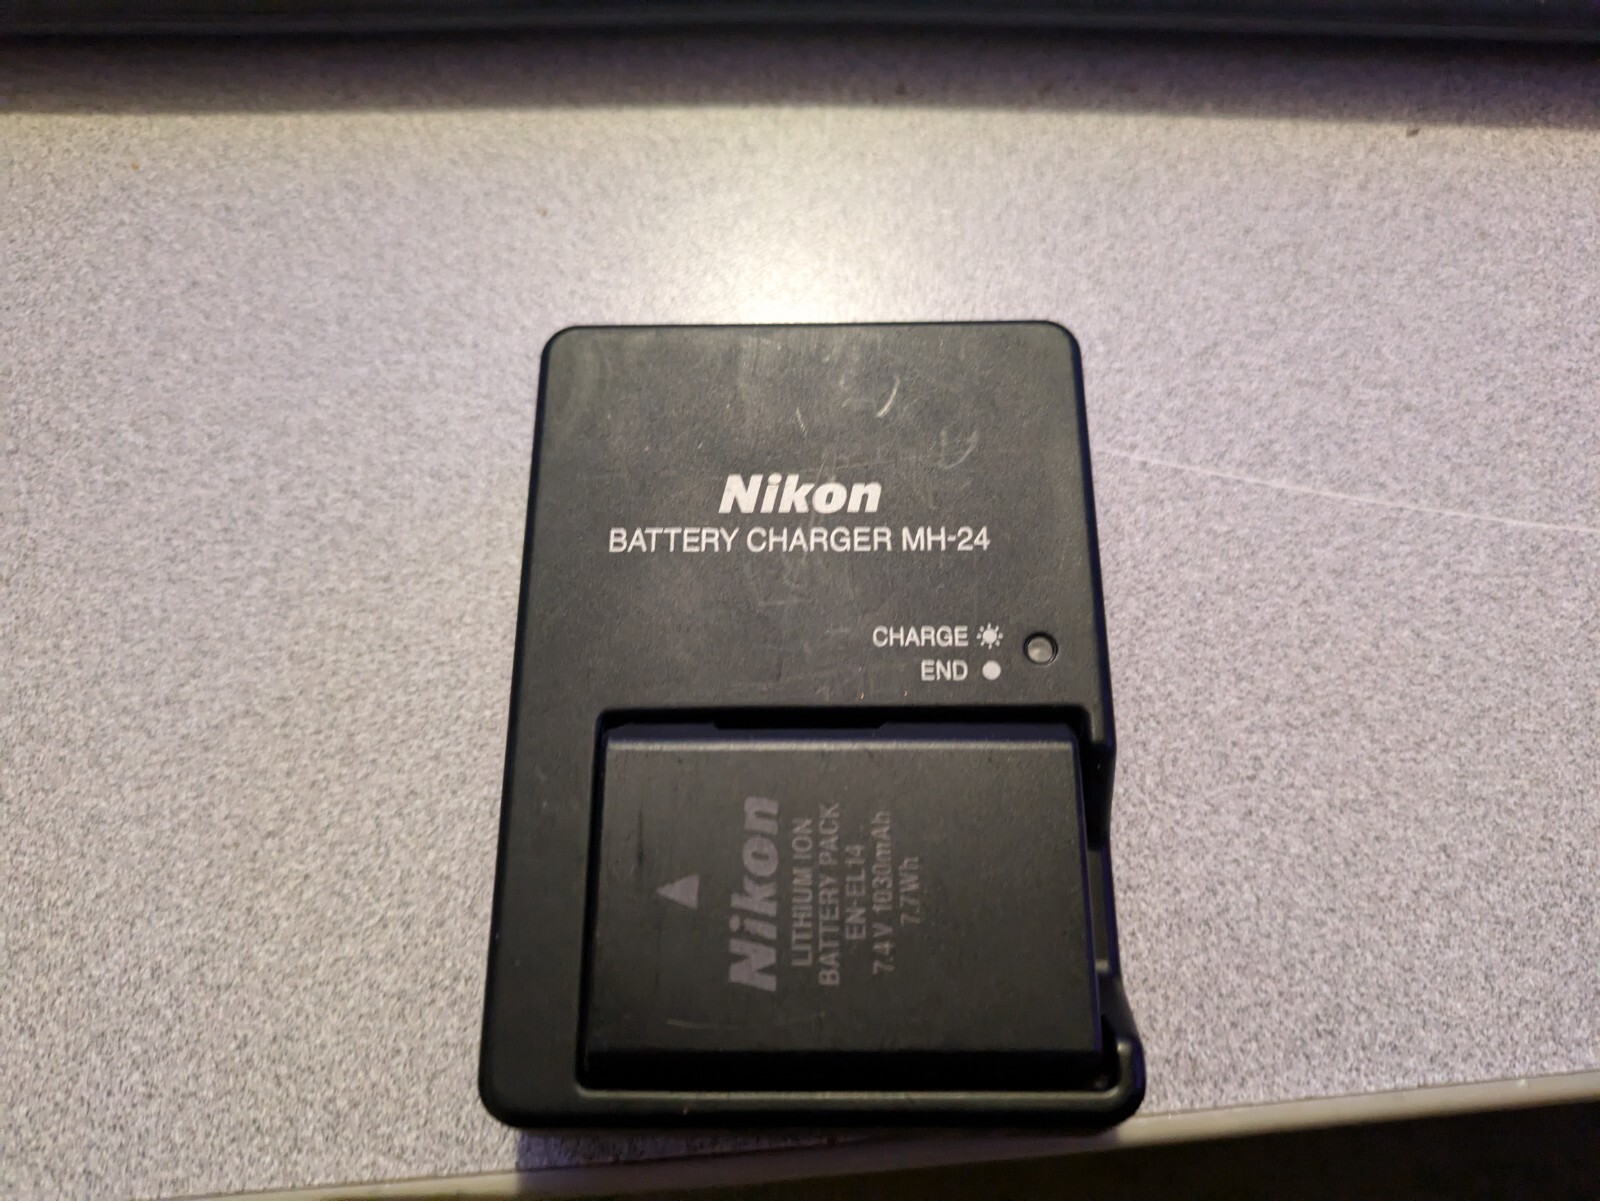 Nikon
BATTERY CHARGER MH-24
CHARGE
END
Nikon
LITHIUM ION
BATTERY PACK
EN-EL14
7.4V 1030mAh
7.7Wh